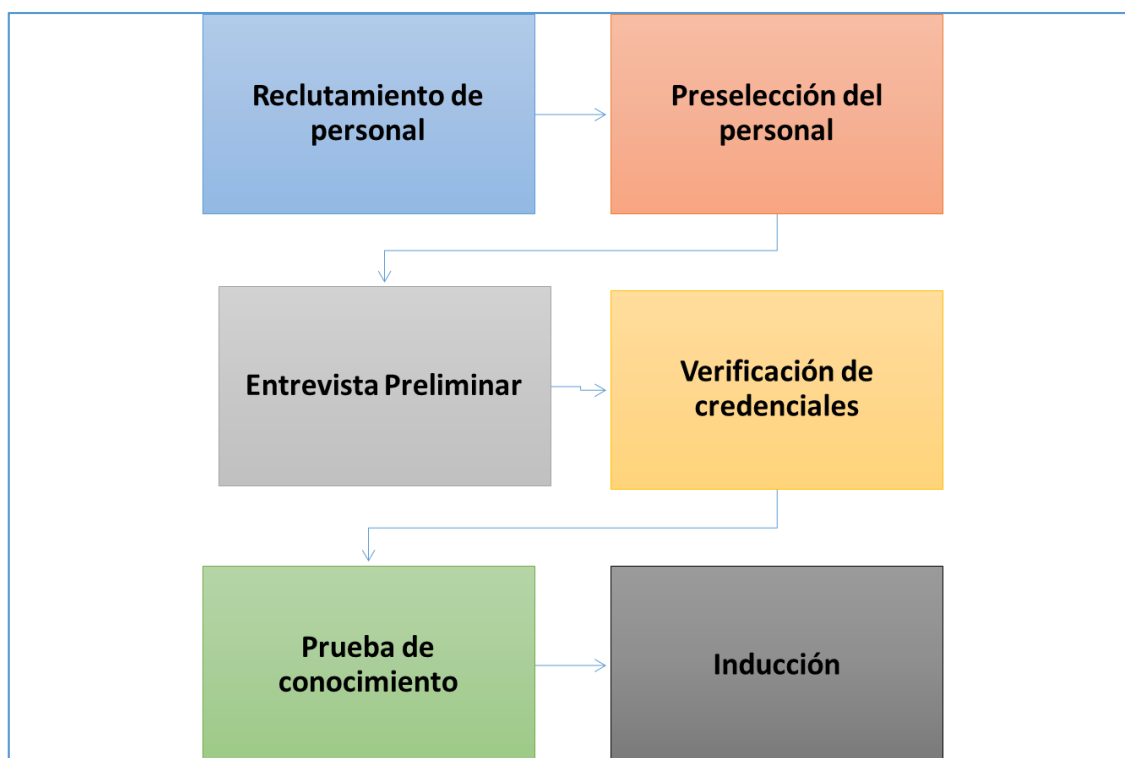 Reclutamiento de
personal
Preselección del
personal
Entrevista Preliminar
Verificación de
credenciales
Prueba de
conocimiento
Inducción